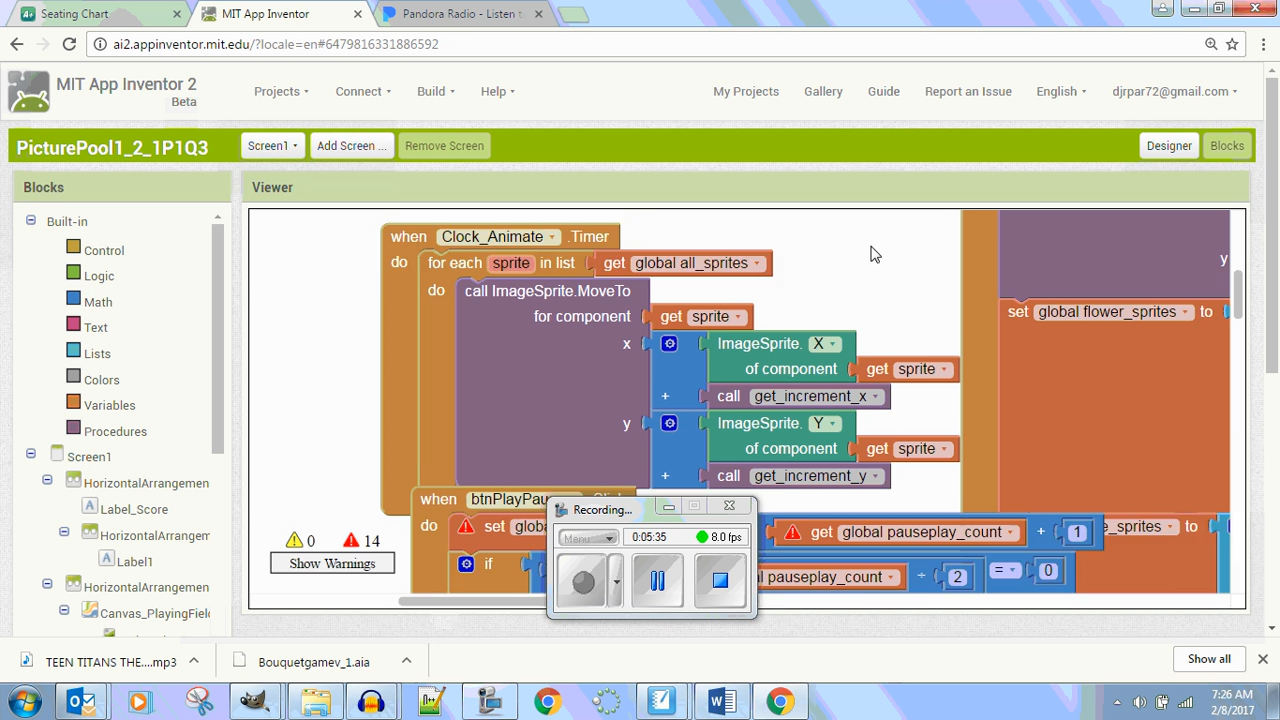 Seating Chart
MIT App Inventor
Pandora Radio - Listen to
ai2.appinventor.mit.edu/?locale=en#6479816331886592
MIT App Inventor 2
Beta
Projects
Connect
Build
Help
My Projects
Gallery
Guide
Report an Issue
English
djrpar72@gmail.com
PicturePool1_2_1P1Q3
Screen1
Add Screen ...
Remove Screen
Designer
Blocks
Blocks
Viewer
Built-in
Control
Logic
Math
Text
Lists
Colors
Variables
Procedures
Screen1
HorizontalArrangemen
Label_Score
HorizontalArrangem
Label1
HorizontalArrangemen
Canvas_PlayingField
when Clock_Animate .Timer
do for each sprite in list get global all_sprites
do call ImageSprite.MoveTo
for component get sprite
x ImageSprite. X
of component get sprite
+ call get_increment_x
y ImageSprite. Y
of component get sprite
+ call get_increment_y
when btnPlayPau
do set glob
get global pauseplay_count + 1
if
al pauseplay_count ÷ 2 = 0
y
set global flower_sprites to
e_sprites to
0 14
Show Warnings
Recording...
Menu
0:05:35
8.0 fps
TEEN TITANS THE....mp3
Bouquetgamev_1.aia
Show all
7:26 AM
2/8/2017